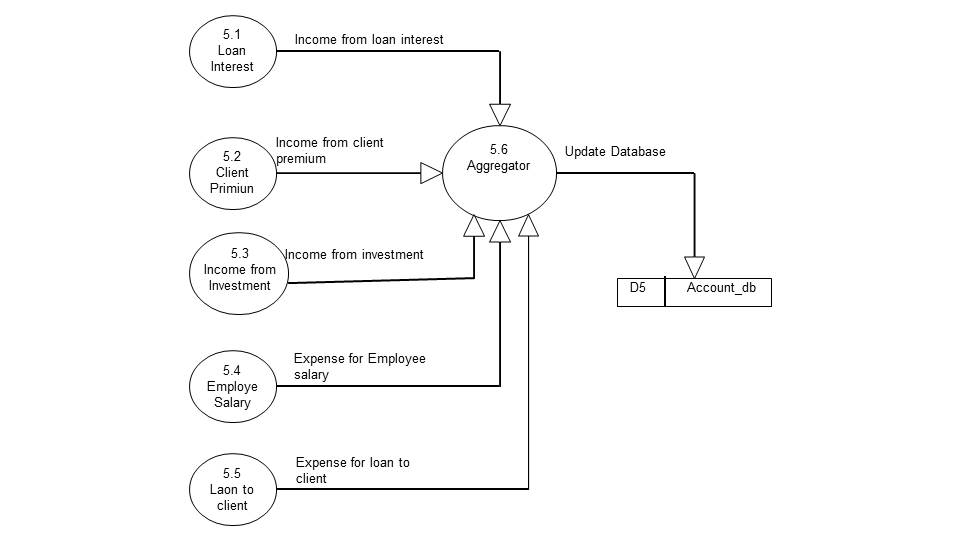 5.1
Loan
Interest
Income from loan interest
5.2
Client
Primiun
Income from client
premium
5.6
Aggregator
Update Database
5.3
Income from
Investment
Income from investment
D5
Account_db
5.4
Employe
Salary
Expense for Employee
salary
5.5
Laon to
client
Expense for loan to
client